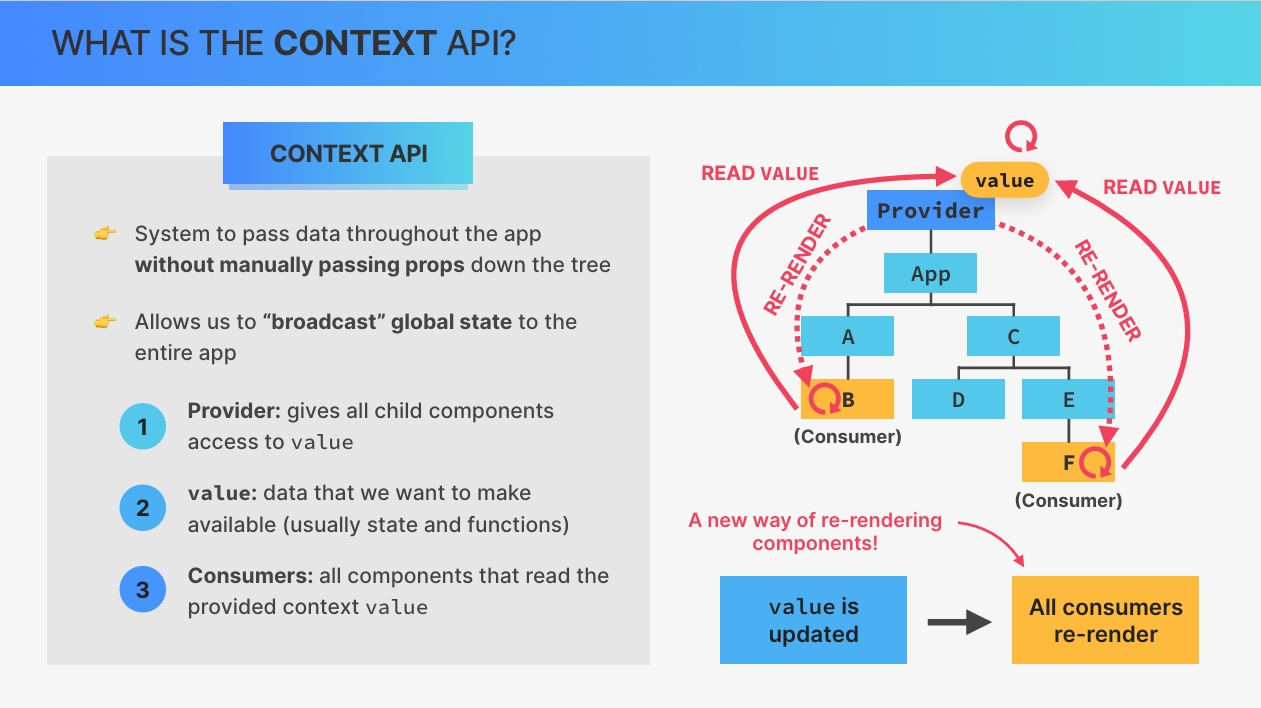 WHAT IS THE CONTEXT API?
CONTEXT API
System to pass data throughout the app
without manually passing props down the tree
Allows us to “broadcast” global state to the
entire app
1
Provider: gives all child components
access to value
2
value: data that we want to make
available (usually state and functions)
3
Consumers: all components that read the
provided context value
READ VALUE
value
READ VALUE
Provider
RE-RENDER
RE-RENDER
App
A
C
B
D
E
(Consumer)
F
(Consumer)
A new way of re-rendering
components!
value is
updated
All consumers
re-render